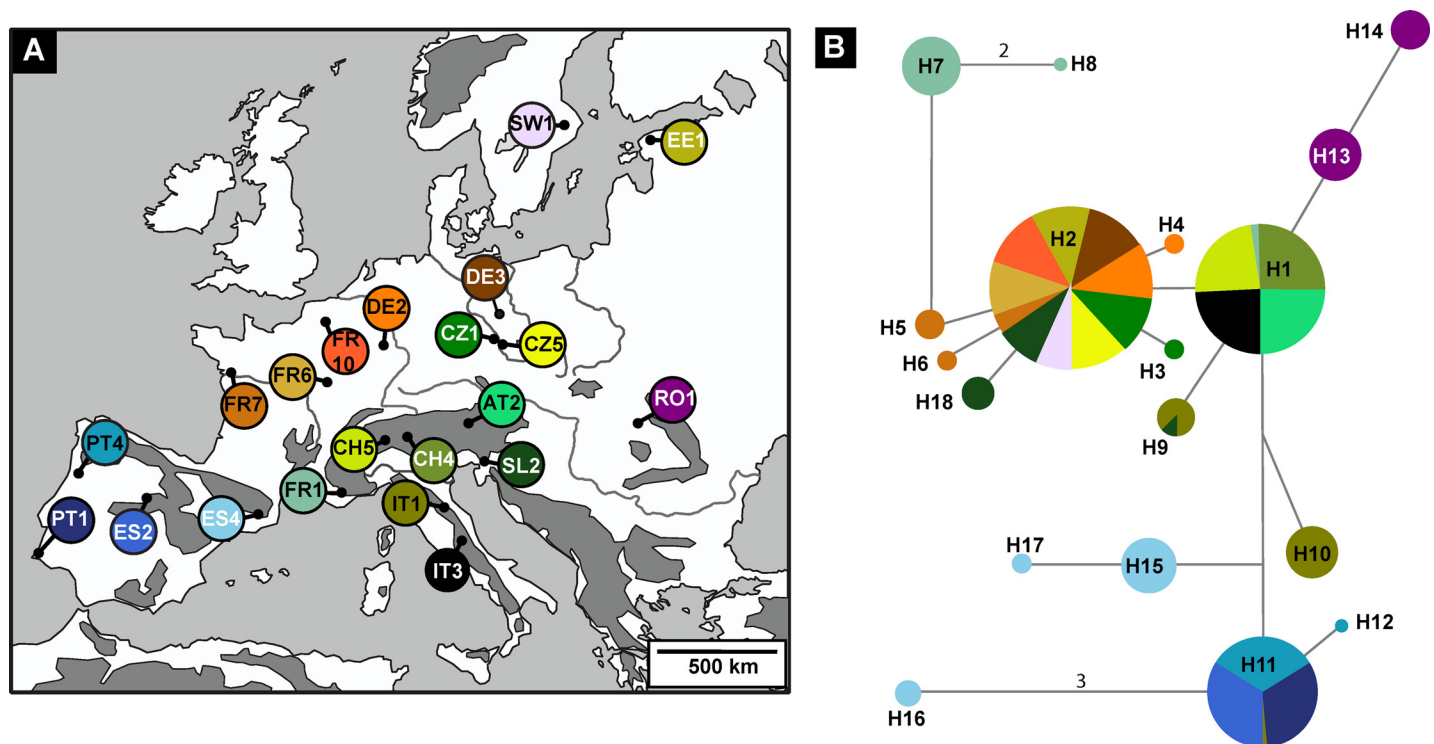 A
SW1
EE1
DE3
DE2
CZ1
CZ5
FR
10
FR6
FR7
AT2
RO1
PT4
CH5
CH4
SL2
FR1
IT1
PT1
ES2
ES4
IT3
500 km
B
H14
2
H7
H8
H13
H4
H2
H1
H5
H6
H3
H18
H9
H17
H15
H10
H12
H11
3
H16